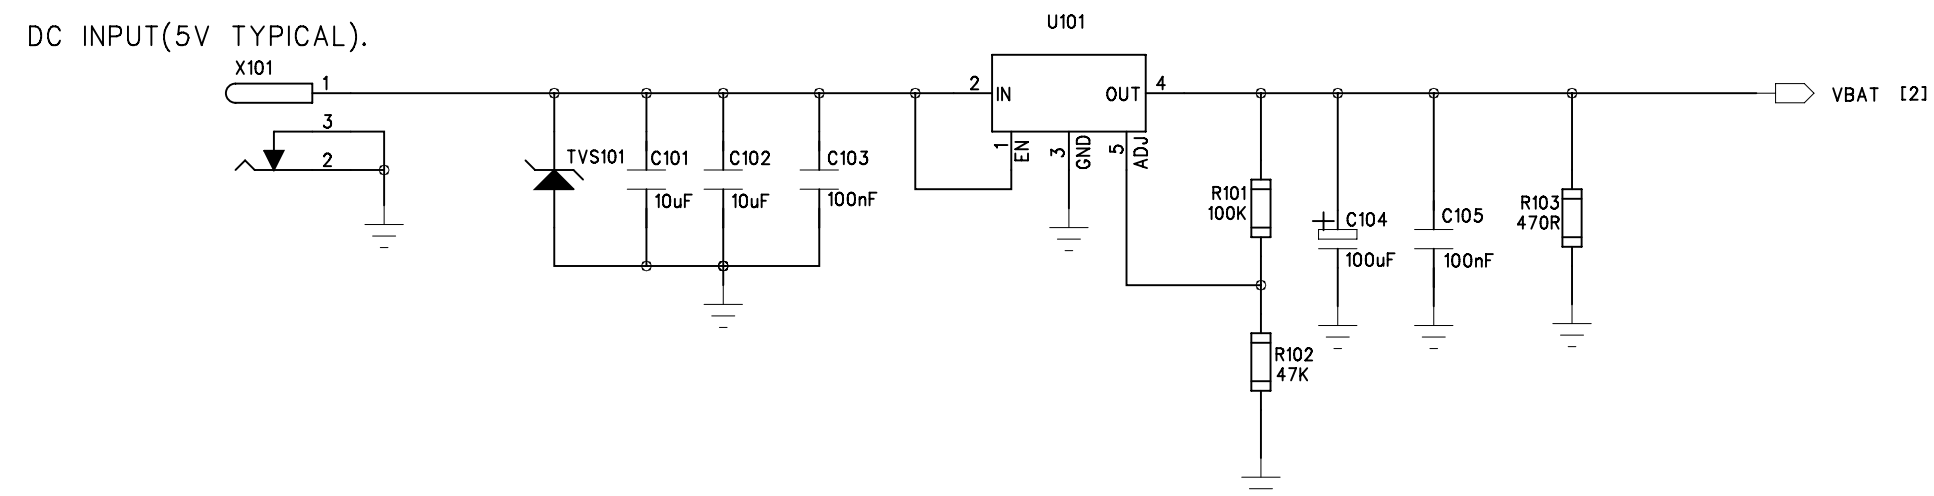 U101
DC INPUT(5V TYPICAL).
X101
1
2
IN
OUT
4
VBAT [2]
3
2
1
EN
3
GND
5
ADJ
TVS101
C101
10uF
C102
10uF
C103
100nF
R101
100K
C104
100uF
C105
100nF
R103
470R
R102
47K